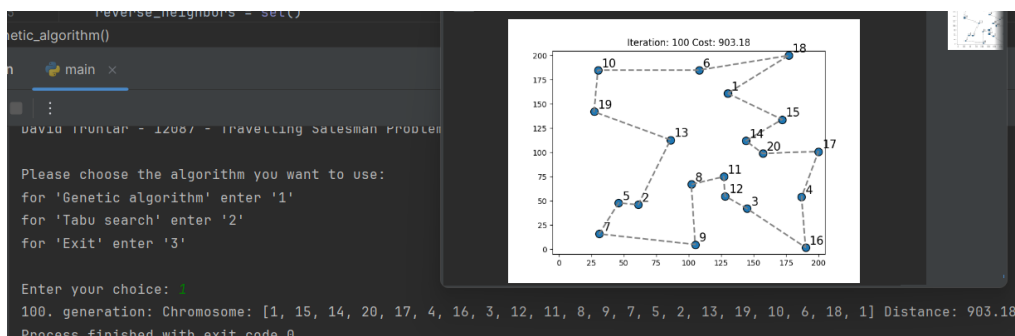 reverse_neighbors = set()
netic_algorithm()
main
David Truhlar - 12087 - Travelling Salesman Problem
Please choose the algorithm you want to use:
for 'Genetic algorithm' enter '1'
for 'Tabu search' enter '2'
for 'Exit' enter '3'
Enter your choice: 1
100. generation: Chromosome: [1, 15, 14, 20, 17, 4, 16, 3, 12, 11, 8, 9, 7, 5, 2, 13, 19, 10, 6, 18, 1] Distance: 903.18
Process finished with exit code 0
Iteration: 100 Cost: 903.18
200
175
150
125
100
75
50
25
0
0 25 50 75 100 125 150 175 200
18
10 6
1
19
15
13 14
17
20
11
8
12
4
5 2
3
7
9
16